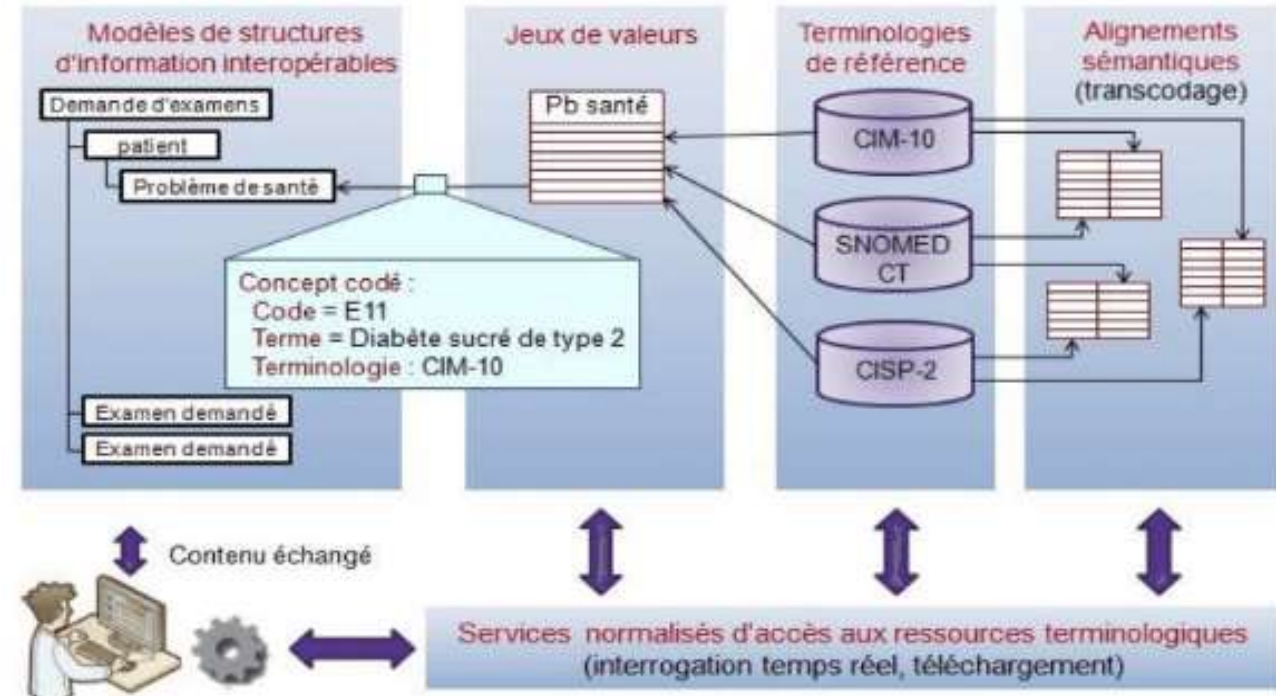 Modèles de structures
d'information interopérables
Demande d'examens
patient
Problème de santé
Concept codé :
Code = E11
Terme = Diabète sucré de type 2
Terminologie : CIM-10
Examen demandé
Examen demandé
Jeux de valeurs
Pb santé
Terminologies
de référence
CIM-10
SNOMED
CT
CISP-2
Alignements
sémantiques
(transcodage)
Contenu échangé
Services normalisés d'accès aux ressources terminologiques
(interrogation temps réel, téléchargement)